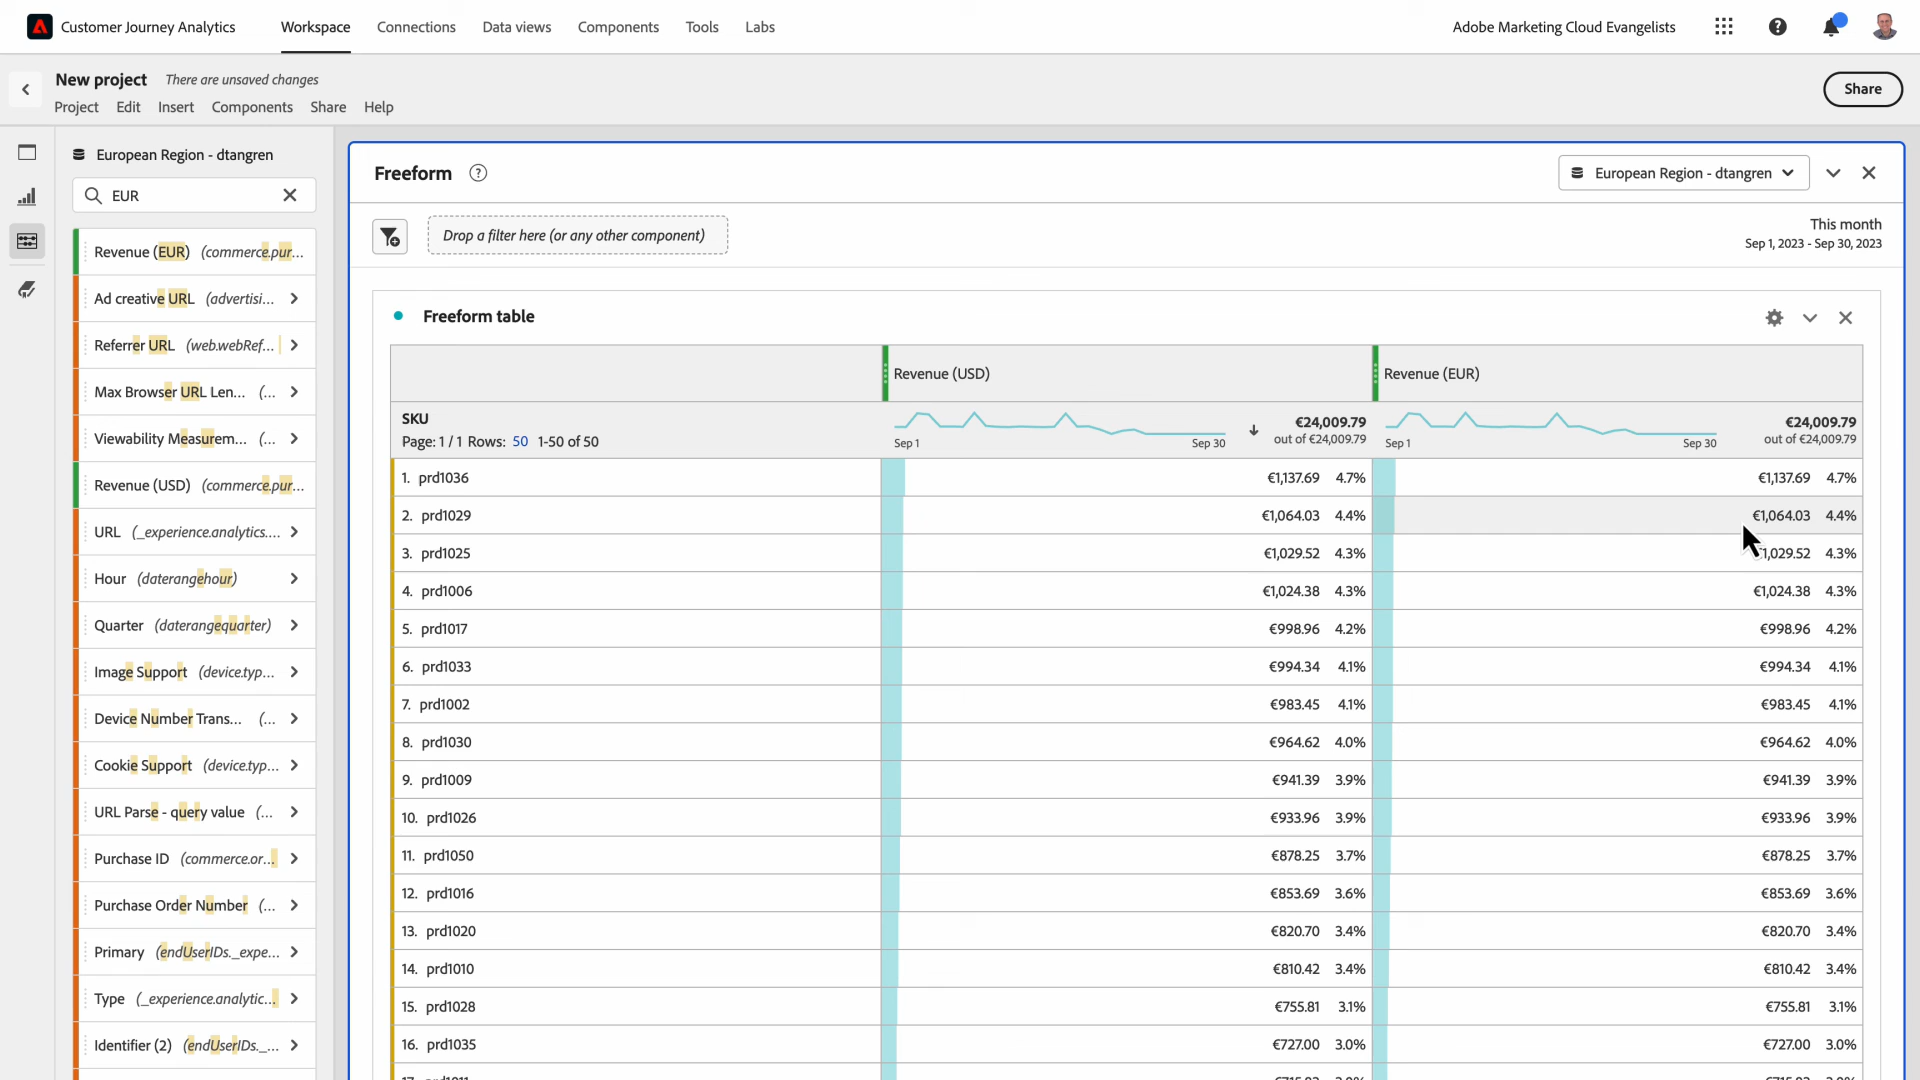 Customer Journey Analytics Workspace Connections Data views Components Tools Labs Adobe Marketing Cloud Evangelists
New project There are unsaved changes
Project Edit Insert Components Share Help
Share
European Region - dtangren
EUR
Revenue (EUR) (commerce.pur...
Ad creative URL (advertisi...
Referrer URL (web.webRef...
Max Browser URL Len... (...
Viewability Measurem... (...
Revenue (USD) (commerce.pur...
URL (_experience.analytics....
Hour (daterangehour)
Quarter (daterangequarter)
Image Support (device.typ...
Device Number Trans... (...
Cookie Support (device.typ...
URL Parse - query value (...
Purchase ID (commerce.or...
Purchase Order Number (...
Primary (endUserIDs._expe...
Type (_experience.analytic...
Identifier (2) (endUserIDs._...
Freeform
European Region - dtangren
Drop a filter here (or any other component)
This month
Sep 1, 2023 - Sep 30, 2023
Freeform table
Revenue (USD) Revenue (EUR)
SKU
Page: 1 / 1 Rows: 50 1-50 of 50
Sep 1 Sep 30 €24,009.79
out of €24,009.79
Sep 1 Sep 30 €24,009.79
out of €24,009.79
1. prd1036 €1,137.69 4.7% €1,137.69 4.7%
2. prd1029 €1,064.03 4.4% €1,064.03 4.4%
3. prd1025 €1,029.52 4.3% 1,029.52 4.3%
4. prd1006 €1,024.38 4.3% €1,024.38 4.3%
5. prd1017 €998.96 4.2% €998.96 4.2%
6. prd1033 €994.34 4.1% €994.34 4.1%
7. prd1002 €983.45 4.1% €983.45 4.1%
8. prd1030 €964.62 4.0% €964.62 4.0%
9. prd1009 €941.39 3.9% €941.39 3.9%
10. prd1026 €933.96 3.9% €933.96 3.9%
11. prd1050 €878.25 3.7% €878.25 3.7%
12. prd1016 €853.69 3.6% €853.69 3.6%
13. prd1020 €820.70 3.4% €820.70 3.4%
14. prd1010 €810.42 3.4% €810.42 3.4%
15. prd1028 €755.81 3.1% €755.81 3.1%
16. prd1035 €727.00 3.0% €727.00 3.0%